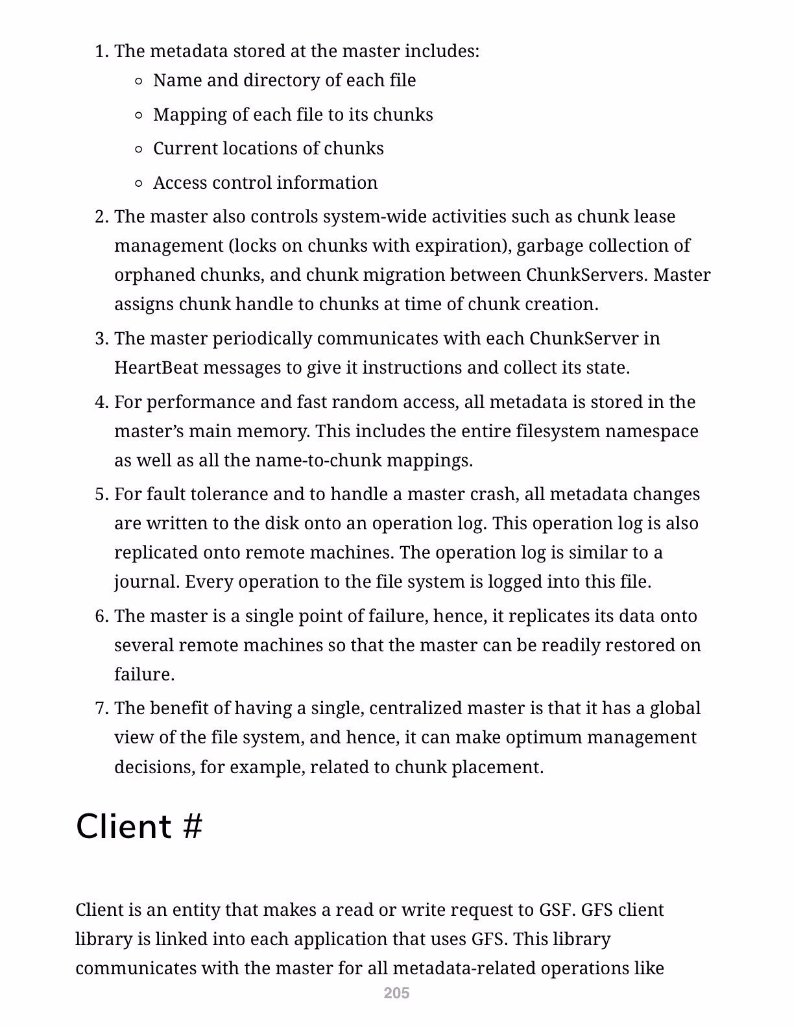 1. The metadata stored at the master includes:
◦ Name and directory of each file
◦ Mapping of each file to its chunks
◦ Current locations of chunks
◦ Access control information
2. The master also controls system-wide activities such as chunk lease
management (locks on chunks with expiration), garbage collection of
orphaned chunks, and chunk migration between ChunkServers. Master
assigns chunk handle to chunks at time of chunk creation.
3. The master periodically communicates with each ChunkServer in
HeartBeat messages to give it instructions and collect its state.
4. For performance and fast random access, all metadata is stored in the
master’s main memory. This includes the entire filesystem namespace
as well as all the name-to-chunk mappings.
5. For fault tolerance and to handle a master crash, all metadata changes
are written to the disk onto an operation log. This operation log is also
replicated onto remote machines. The operation log is similar to a
journal. Every operation to the file system is logged into this file.
6. The master is a single point of failure, hence, it replicates its data onto
several remote machines so that the master can be readily restored on
failure.
7. The benefit of having a single, centralized master is that it has a global
view of the file system, and hence, it can make optimum management
decisions, for example, related to chunk placement.
Client #
Client is an entity that makes a read or write request to GSF. GFS client
library is linked into each application that uses GFS. This library
communicates with the master for all metadata-related operations like
205